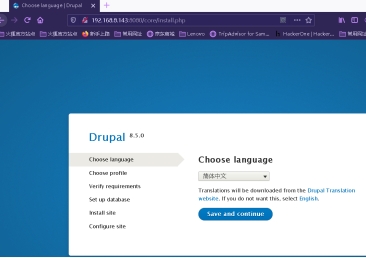 Choose language | Drupal
192.168.8.143:8080/core/install.php
火狐官方站点
火狐官方站点
新手上路
常用网址
京东商城
Lenovo
TripAdvisor for Sam...
HackerOne | Hacker...
Drupal 8.5.0
Choose language
Choose profile
Verify requirements
Set up database
Install site
Configure site
Choose language
简体中文
Translations will be downloaded from the Drupal Translation
website. If you do not want this, select English.
Save and continue